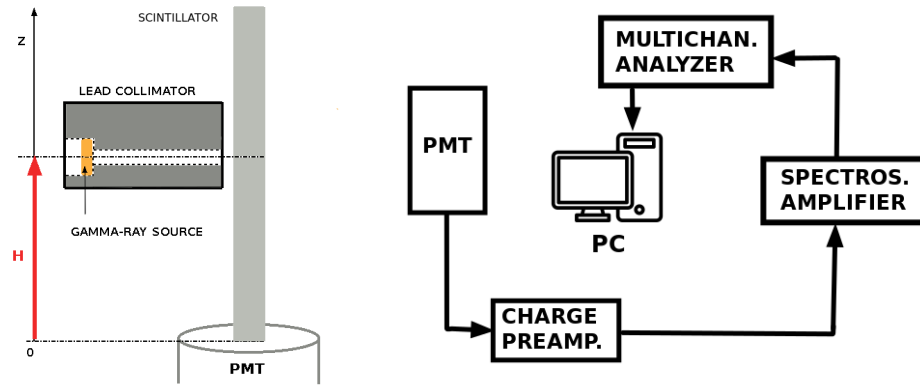 SCINTILLATOR
Z
LEAD COLLIMATOR
GAMMA-RAY SOURCE
H
0
PMT
MULTICHAN.
ANALYZER
PMT
PC
SPECTROS.
AMPLIFIER
CHARGE
PREAMP.